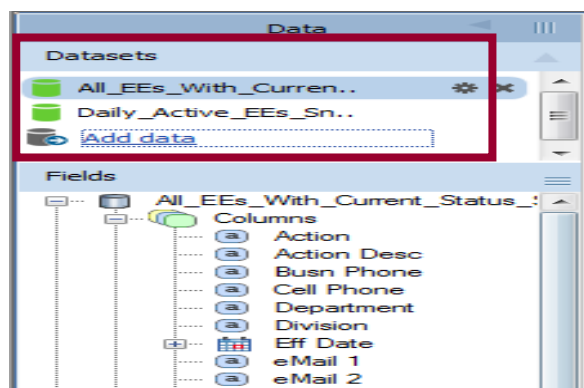 Data
Datasets
All_EEs_With_Curren..
Daily_Active_EEs_Sn..
Add data
Fields
All_EEs_With_Current_Status_
Columns
a Action
a Action Desc
a Busn Phone
a Cell Phone
a Department
a Division
Eff Date
a eMail 1
a eMail 2